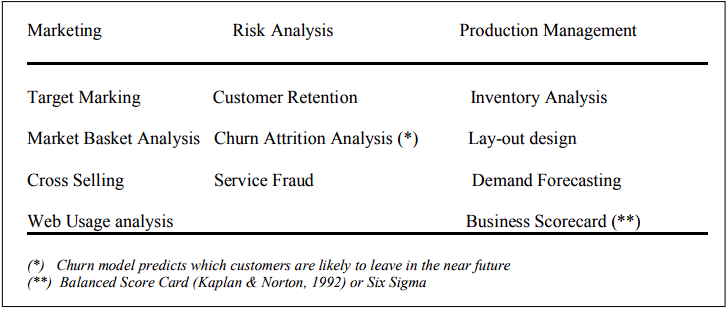 Marketing Risk Analysis Production Management
Target Marking Customer Retention Inventory Analysis
Market Basket Analysis Churn Attrition Analysis (*) Lay-out design
Cross Selling Service Fraud Demand Forecasting
Web Usage analysis Business Scorecard (**)
(*) Churn model predicts which customers are likely to leave in the near future
(**) Balanced Score Card (Kaplan & Norton, 1992) or Six Sigma